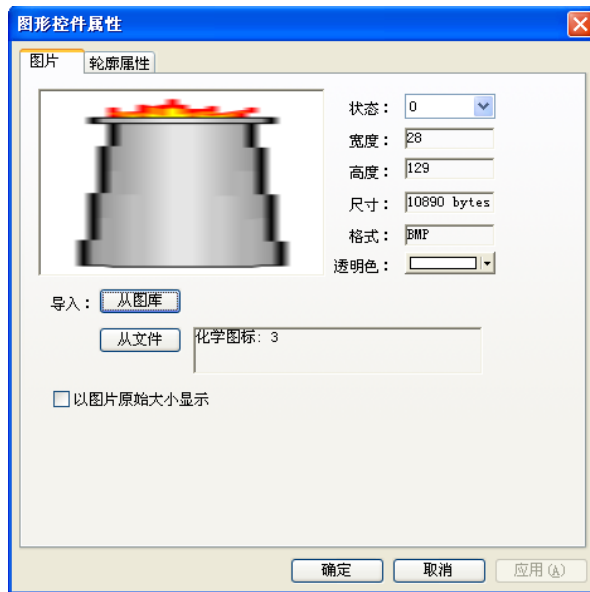 图形控件属性
图片 轮廓属性
状态： 0
宽度： 28
高度： 129
尺寸： 10890 bytes
格式： BMP
透明色：
导入： 从图库
从文件 化学图标: 3
以图片原始大小显示
确定 取消 应用(A)